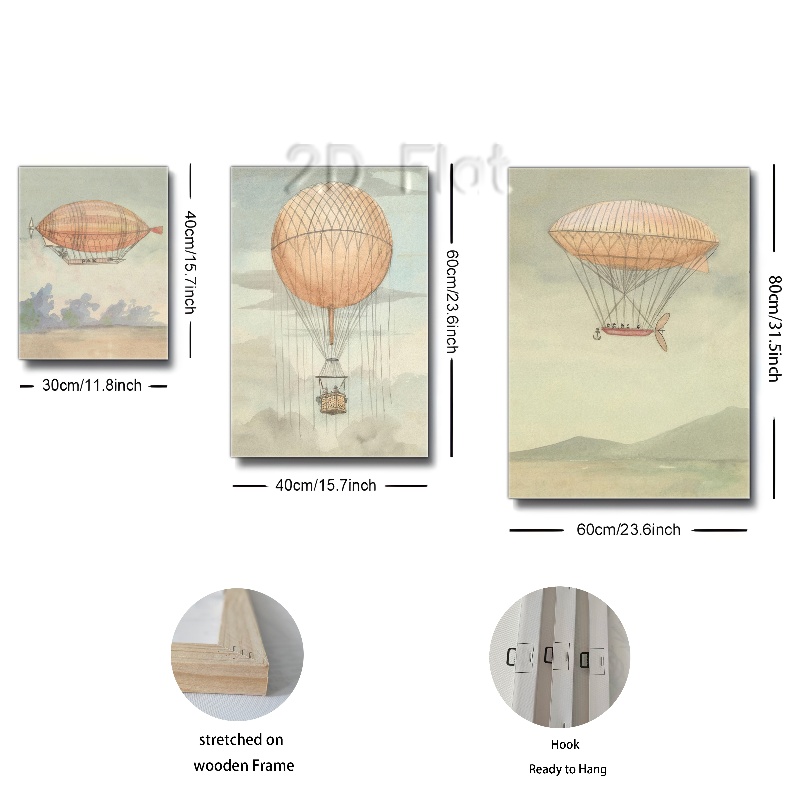 2D Flat
40cm/15.7inch
30cm/11.8inch
60cm/23.6inch
40cm/15.7inch
80cm/31.5inch
60cm/23.6inch
stretched on
wooden Frame
Hook
Ready to Hang